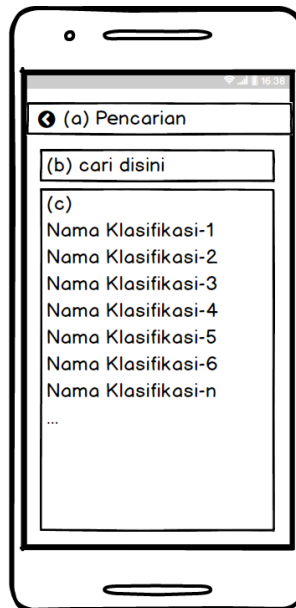 16:38
(a) Pencarian
(b) cari disini
(c)
Nama Klasifikasi-1
Nama Klasifikasi-2
Nama Klasifikasi-3
Nama Klasifikasi-4
Nama Klasifikasi-5
Nama Klasifikasi-6
Nama Klasifikasi-n
...